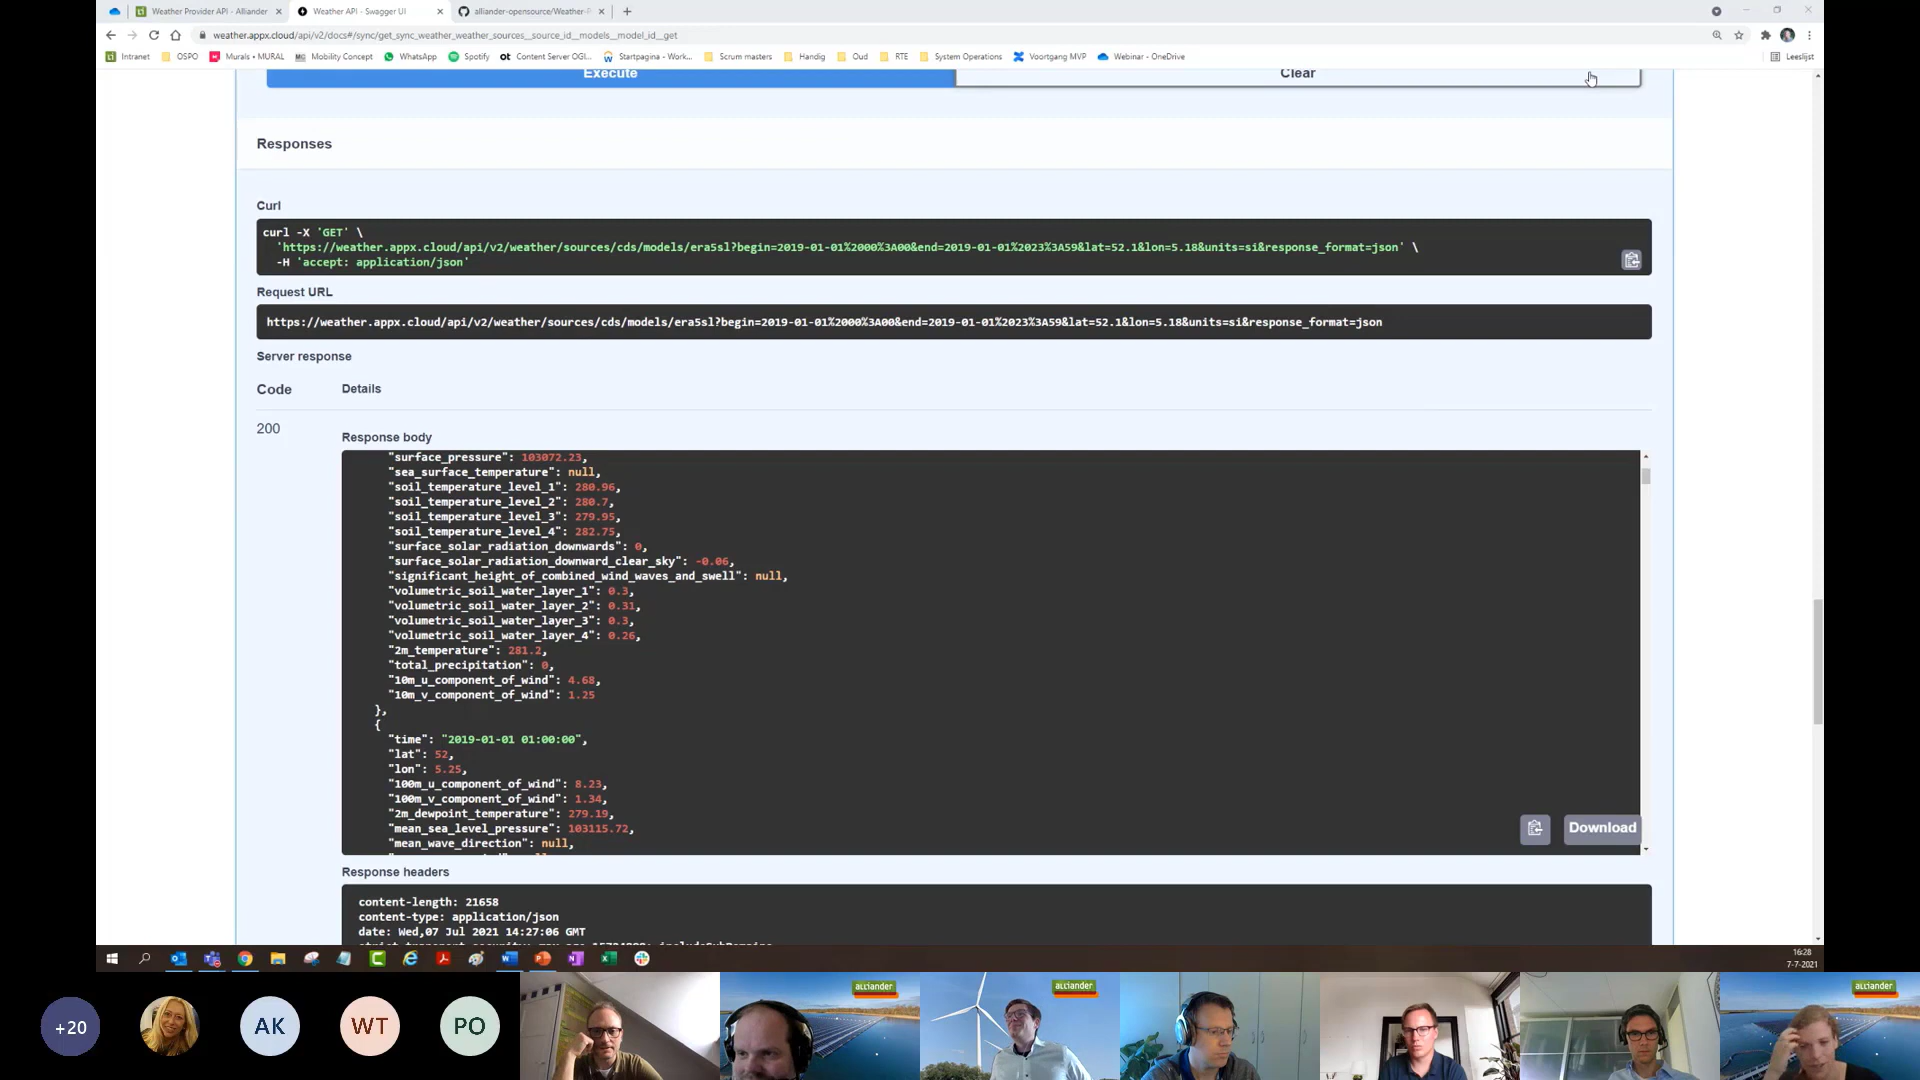 Weather Provider API - Alliander
Weather API - Swagger UI
alliander-opensource/Weather-P
weather.appx.cloud/api/v2/docs#/sync/get_sync_weather_weather_sources__source_id__models__model_id__get
Intranet OSPO Murals • MURAL Mobility Concept WhatsApp Spotify Content Server OGI... Startpagina – Work... Scrum masters Handig Oud RTE System Operations Voortgang MVP Webinar - OneDrive Leeslijst
Execute Clear
Responses
Curl
curl -X 'GET' \
'https://weather.appx.cloud/api/v2/weather/sources/cds/models/era5sl?begin=2019-01-01%2000%3A00&end=2019-01-01%2023%3A59&lat=52.1&lon=5.18&units=si&response_format=json' \
-H 'accept: application/json'
Request URL
https://weather.appx.cloud/api/v2/weather/sources/cds/models/era5sl?begin=2019-01-01%2000%3A00&end=2019-01-01%2023%3A59&lat=52.1&lon=5.18&units=si&response_format=json
Server response
Code Details
200
Response body
"surface_pressure": 103072.23,
"sea_surface_temperature": null,
"soil_temperature_level_1": 280.96,
"soil_temperature_level_2": 280.7,
"soil_temperature_level_3": 279.95,
"soil_temperature_level_4": 282.75,
"surface_solar_radiation_downwards": 0,
"surface_solar_radiation_downward_clear_sky": -0.06,
"significant_height_of_combined_wind_waves_and_swell": null,
"volumetric_soil_water_layer_1": 0.3,
"volumetric_soil_water_layer_2": 0.31,
"volumetric_soil_water_layer_3": 0.3,
"volumetric_soil_water_layer_4": 0.26,
"2m_temperature": 281.2,
"total_precipitation": 0,
"10m_u_component_of_wind": 4.68,
"10m_v_component_of_wind": 1.25
},
{
"time": "2019-01-01 01:00:00",
"lat": 52,
"lon": 5.25,
"100m_u_component_of_wind": 8.23,
"100m_v_component_of_wind": 1.34,
"2m_dewpoint_temperature": 279.19,
"mean_sea_level_pressure": 103115.72,
"mean_wave_direction": null,
Download
Response headers
content-length: 21658
content-type: application/json
date: Wed,07 Jul 2021 14:27:06 GMT
16:28
7-7-2021
+20 AK WT PO
alliander
alliander
alliander